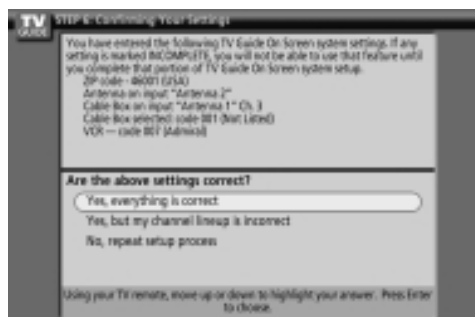 TV
GUIDE
STEP 6: Confirming Your Settings
You have entered the following TV Guide On Screen system settings. If any
setting is marked INCOMPLETE, you will not be able to use that feature until
you complete that portion of TV Guide On Screen system setup.
ZIP code - 46001 (USA)
Antenna on input "Antenna 2"
Cable Box on input "Antenna 1" Ch. 3
Cable Box selected: code 001 (Not Listed)
VCR — code 007 (Admiral)
Are the above settings correct?
Yes, everything is correct
Yes, but my channel lineup is incorrect
No, repeat setup process
Using your TV remote, move up or down to highlight your answer. Press Enter
to choose.